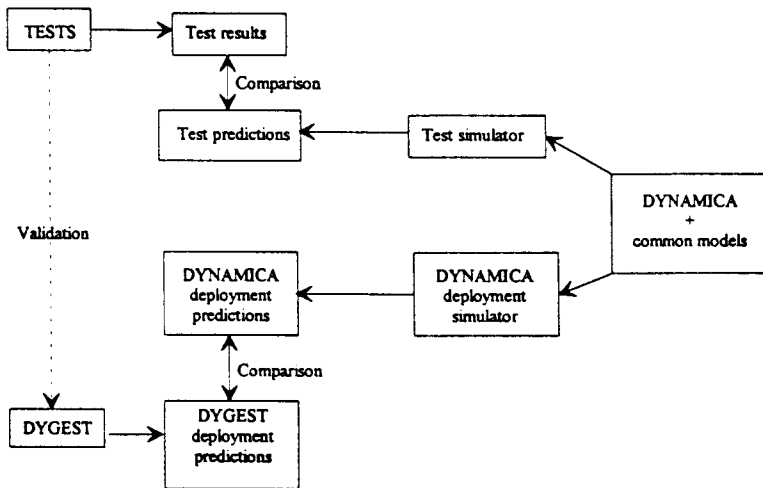 TESTS
Test results
Comparison
Test predictions
Test simulator
DYNAMICA
+
common models
Validation
DYNAMICA
deployment
predictions
DYNAMICA
deployment
simulator
Comparison
DYGEST
DYGEST
deployment
predictions